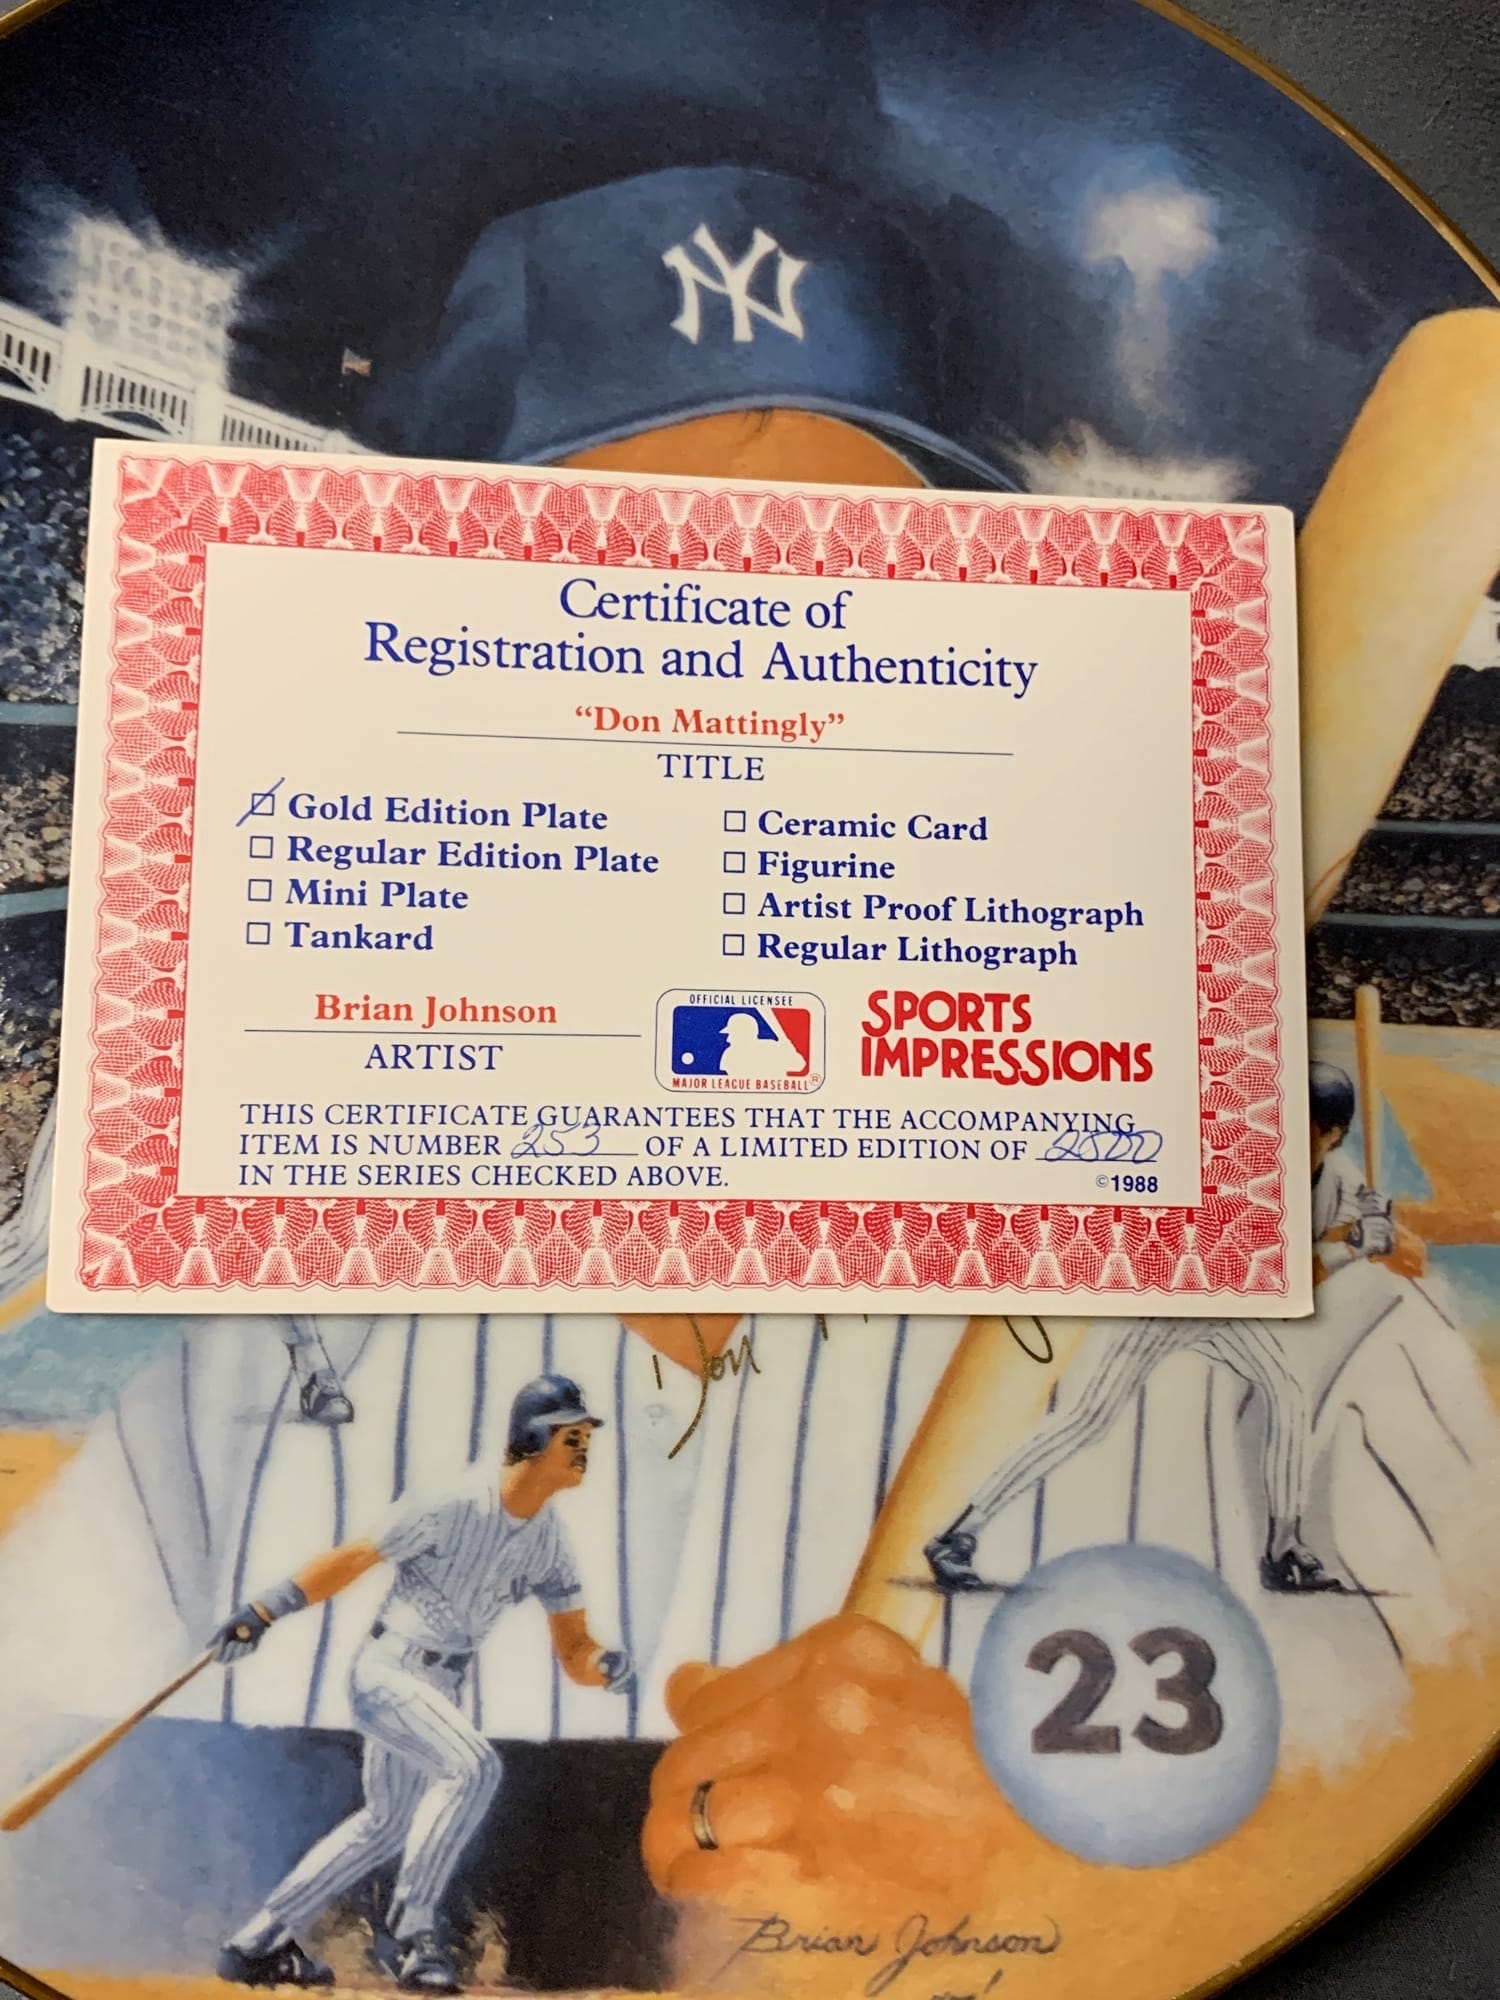 NY
Certificate of
Registration and Authenticity
“Don Mattingly”
TITLE
Gold Edition Plate
Regular Edition Plate
Mini Plate
Tankard
Ceramic Card
Figurine
Artist Proof Lithograph
Regular Lithograph
Brian Johnson
ARTIST
OFFICIAL LICENSEE
MAJOR LEAGUE BASEBALL®
SPORTS
IMPRESSIONS
THIS CERTIFICATE GUARANTEES THAT THE ACCOMPANYING
ITEM IS NUMBER 253 OF A LIMITED EDITION OF 2500
IN THE SERIES CHECKED ABOVE.
©1988
Don
23
Brian Johnson